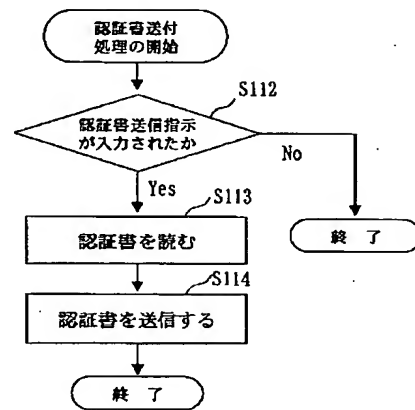 認証書送付
処理の開始
S112
認証書送信指示
が入力されたか
No
Yes
S113
認証書を読む
終 了
S114
認証書を送信する
終 了